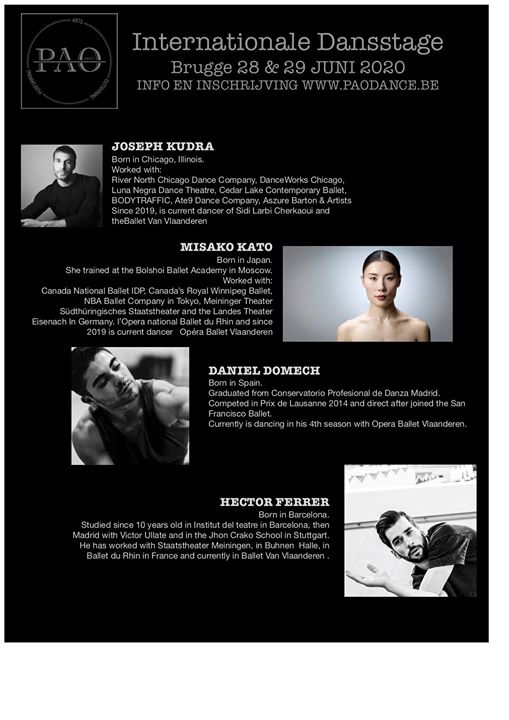 PAO
Internationale Dansstage
Brugge 28 & 29 JUNI 2020
INFO EN INSCHRIJVING WWW.PAODANCE.BE
JOSEPH KUDRA
Born in Chicago, Illinois.
Worked with:
River North Chicago Dance Company, DanceWorks Chicago,
Luna Negra Dance Theatre, Cedar Lake Contemporary Ballet,
BODYTRAFFIC, Ate9 Dance Company, Aszure Barton & Artists
Since 2019, is current dancer of Sidi Larbi Cherkaoui and
theBallet Van Vlaanderen
MISAKO KATO
Born in Japan.
She trained at the Bolshoi Ballet Academy in Moscow.
Worked with:
Canada National Ballet IDP, Canada's Royal Winnipeg Ballet,
NBA Ballet Company in Tokyo, Meininger Theater
Südthüringisches Staatstheater and the Landes Theater
Eisenach In Germany, l'Opera national Ballet du Rhin and since
2019 is current dancer Opéra Ballet Vlaanderen
DANIEL DOMECH
Born in Spain.
Graduated from Conservatorio Profesional de Danza Madrid.
Competed in Prix de Lausanne 2014 and direct after joined the San
Francisco Ballet.
Currently is dancing in his 4th season with Opera Ballet Vlaanderen.
HECTOR FERRER
Born in Barcelona.
Studied since 10 years old in Institut del teatre in Barcelona, then
Madrid with Victor Ullate and in the Jhon Crako School in Stuttgart.
He has worked with Staatstheater Meiningen, in Buhnen Halle, in
Ballet du Rhin in France and currently in Ballet Van Vlaanderen .